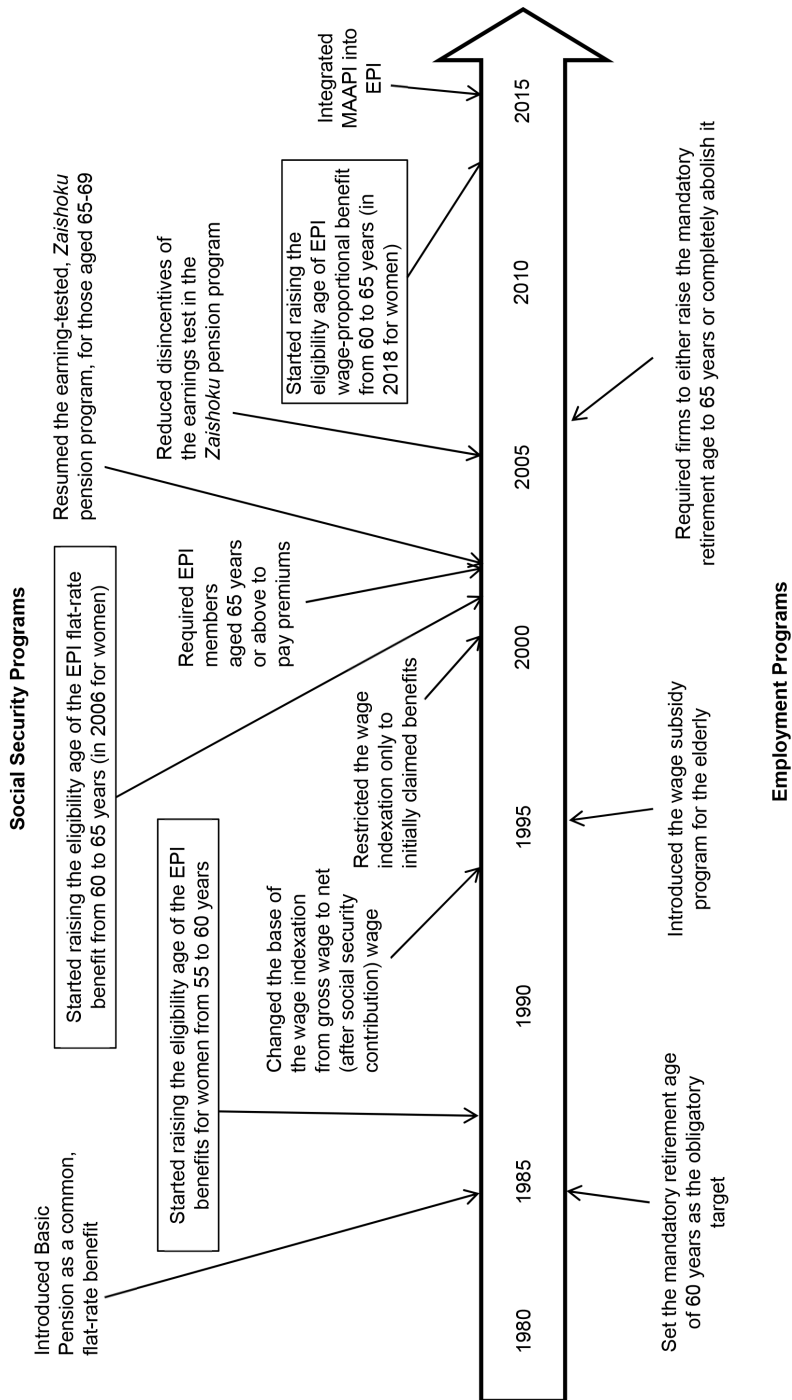 Social Security Programs
Introduced Basic
Pension as a common,
flat-rate benefit
Started raising the eligibility age of the EPI flat-rate
benefit from 60 to 65 years (in 2006 for women)
Resumed the earning-tested, Zaishoku
pension program, for those aged 65-69
Started raising the eligibility age of the EPI
benefits for women from 55 to 60 years
Required EPI
members
aged 65 years
or above to
pay premiums
Reduced disincentives of
the earnings test in the
Zaishoku pension program
Changed the base of
the wage indexation
from gross wage to net
(after social security
contribution) wage
Restricted the wage
indexation only to
initially claimed benefits
Started raising the
eligibility age of EPI
wage-proportional benefit
from 60 to 65 years (in
2018 for women)
Integrated
MAAPI into
EPI
1980
1985
1990
1995
2000
2005
2010
2015
Set the mandatory retirement age
of 60 years as the obligatory
target
Introduced the wage subsidy
program for the elderly
Required firms to either raise the mandatory
retirement age to 65 years or completely abolish it
Employment Programs